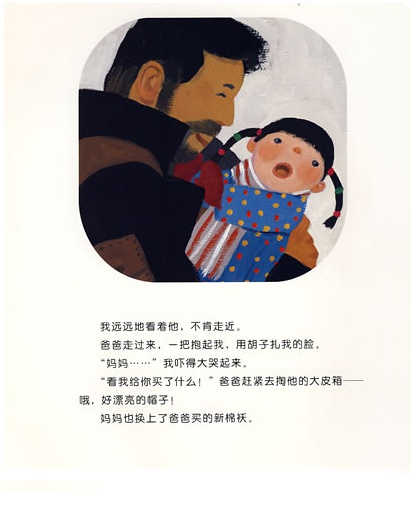 我远远地看着他，不肯走近。
爸爸走过来，一把抱起我，用胡子扎我的脸。
“妈妈……”我吓得大哭起来。
“看我给你买了什么！”爸爸赶紧去掏他的大皮箱——
哦，好漂亮的帽子！
妈妈也换上了爸爸买的新棉袄。